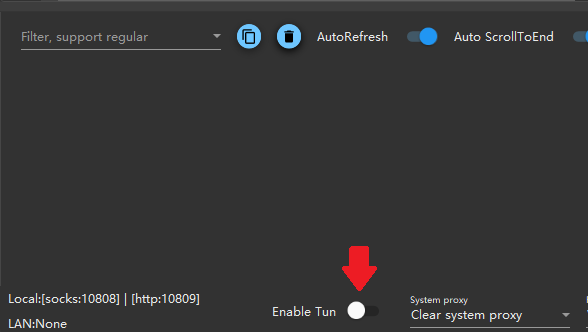 Filter, support regular
AutoRefresh
Auto ScrollToEnd
Local:[socks:10808] | [http:10809]
LAN:None
Enable Tun
System proxy
Clear system proxy